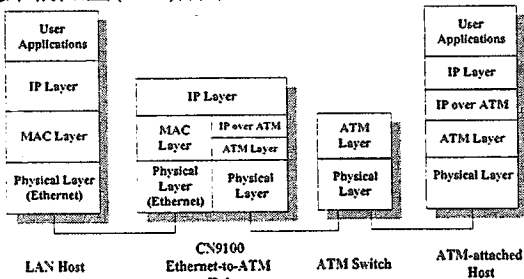 User
Applications
IP Layer
MAC Layer
Physical Layer
(Ethernet)
LAN Host
IP Layer
MAC
Layer
IP over ATM
ATM Layer
Physical
Layer
(Ethernet)
Physical
Layer
CN9100
Ethernet-to-ATM
ATM
Layer
Physical
Layer
ATM Switch
User
Applications
IP Layer
IP over ATM
ATM Layer
Physical Layer
ATM-attached
Host